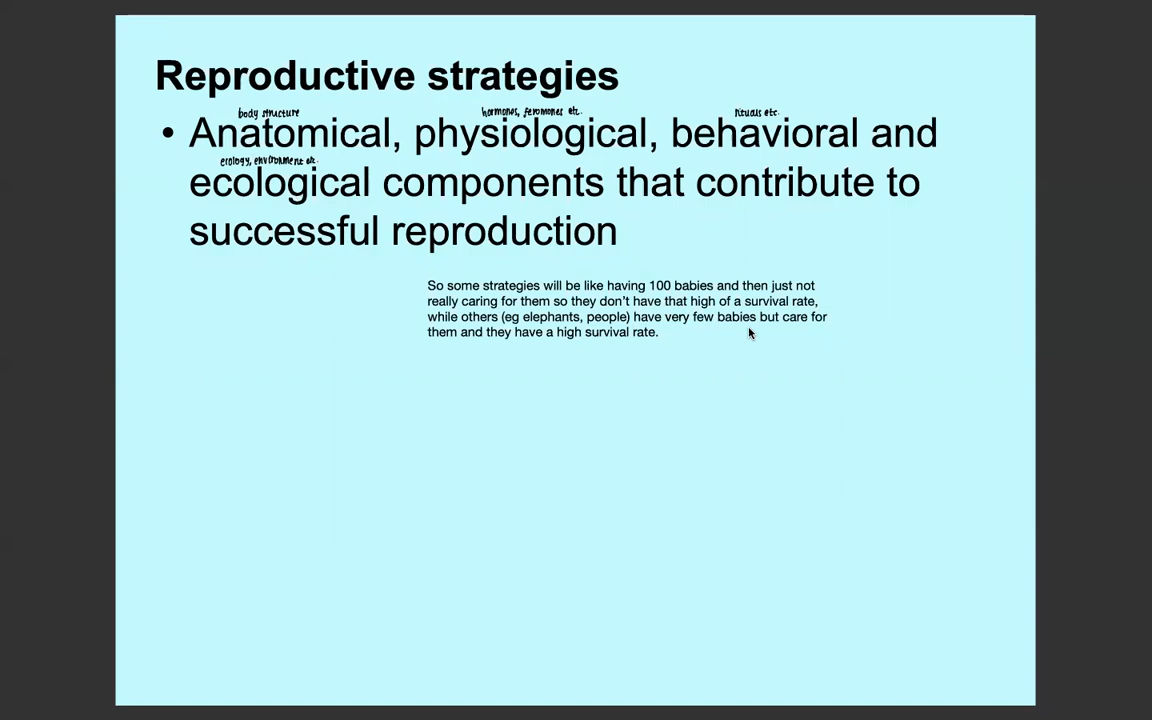 Reproductive strategies
body structure hormones, feromones etc. rituals etc.
• Anatomical, physiological, behavioral and
ecology, environment etc.
ecological components that contribute to
successful reproduction
So some strategies will be like having 100 babies and then just not
really caring for them so they don't have that high of a survival rate,
while others (eg elephants, people) have very few babies but care for
them and they have a high survival rate.